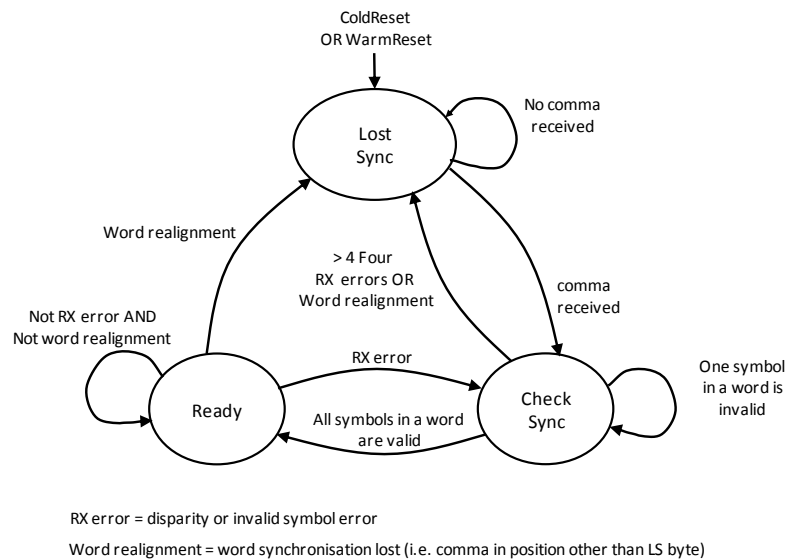 ColdReset
OR WarmReset
Lost
Sync
No comma
received
Word realignment
> 4 Four
RX errors OR
Word realignment
comma
received
Not RX error AND
Not word realignment
RX error
One symbol
in a word is
invalid
Ready
All symbols in a word
are valid
Check
Sync
RX error = disparity or invalid symbol error
Word realignment = word synchronisation lost (i.e. comma in position other than LS byte)